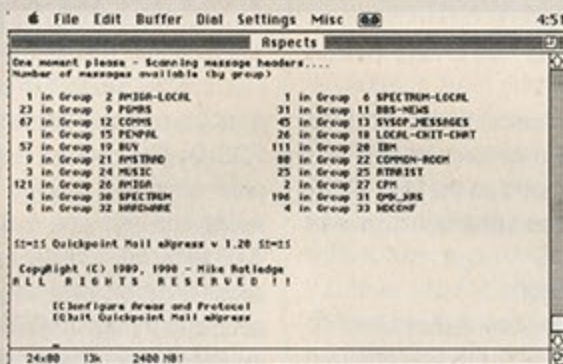 File Edit Buffer Dial Settings Misc 4:51
Aspects
One moment please - Scanning message headers....
Number of messages available (by group)
1 in Group 2 AMIGA-LOCAL 1 in Group 6 SPECTRUM-LOCAL
23 in Group 9 PGMRS 31 in Group 11 BBS-NEWS
67 in Group 12 COMMS 45 in Group 13 SYSOP_MESSAGES
1 in Group 15 PENPAL 26 in Group 18 LOCAL-CHIT-CHAT
57 in Group 19 BUY 111 in Group 20 IBM
9 in Group 21 AMSTRAD 80 in Group 22 COMMON-ROOM
3 in Group 24 MUSIC 25 in Group 25 ATARIST
121 in Group 26 AMIGA 2 in Group 27 CPM
4 in Group 30 SPECTRUM 196 in Group 31
8 in Group 32 HARDWARE 4 in Group 33 NDCONF
Quickpoint Mail eXpress v 1.20
CopyRight (C) 1989, 1990 - Mike Ratledge
A L L R I G H T S R E S E R V E D ! !
[C]onfigure Areas and Protocol
[Q]uit Quickpoint Mail eXpress
24x80 13k 2400 N81